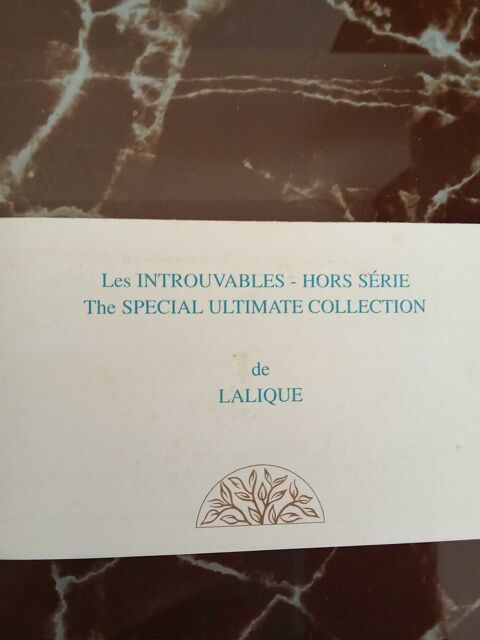 Les INTROUVABLES - HORS SÉRIE
The SPECIAL ULTIMATE COLLECTION
de
LALIQUE